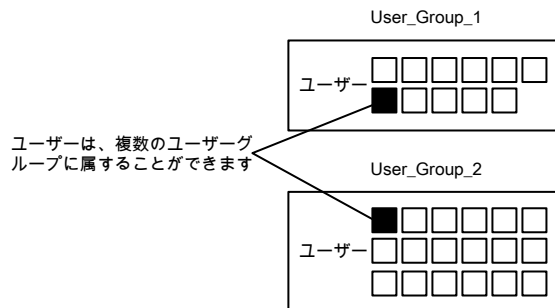 User_Group_1
ユーザー
ユーザーは、複数のユーザーグ
ループに属することができます
User_Group_2
ユーザー